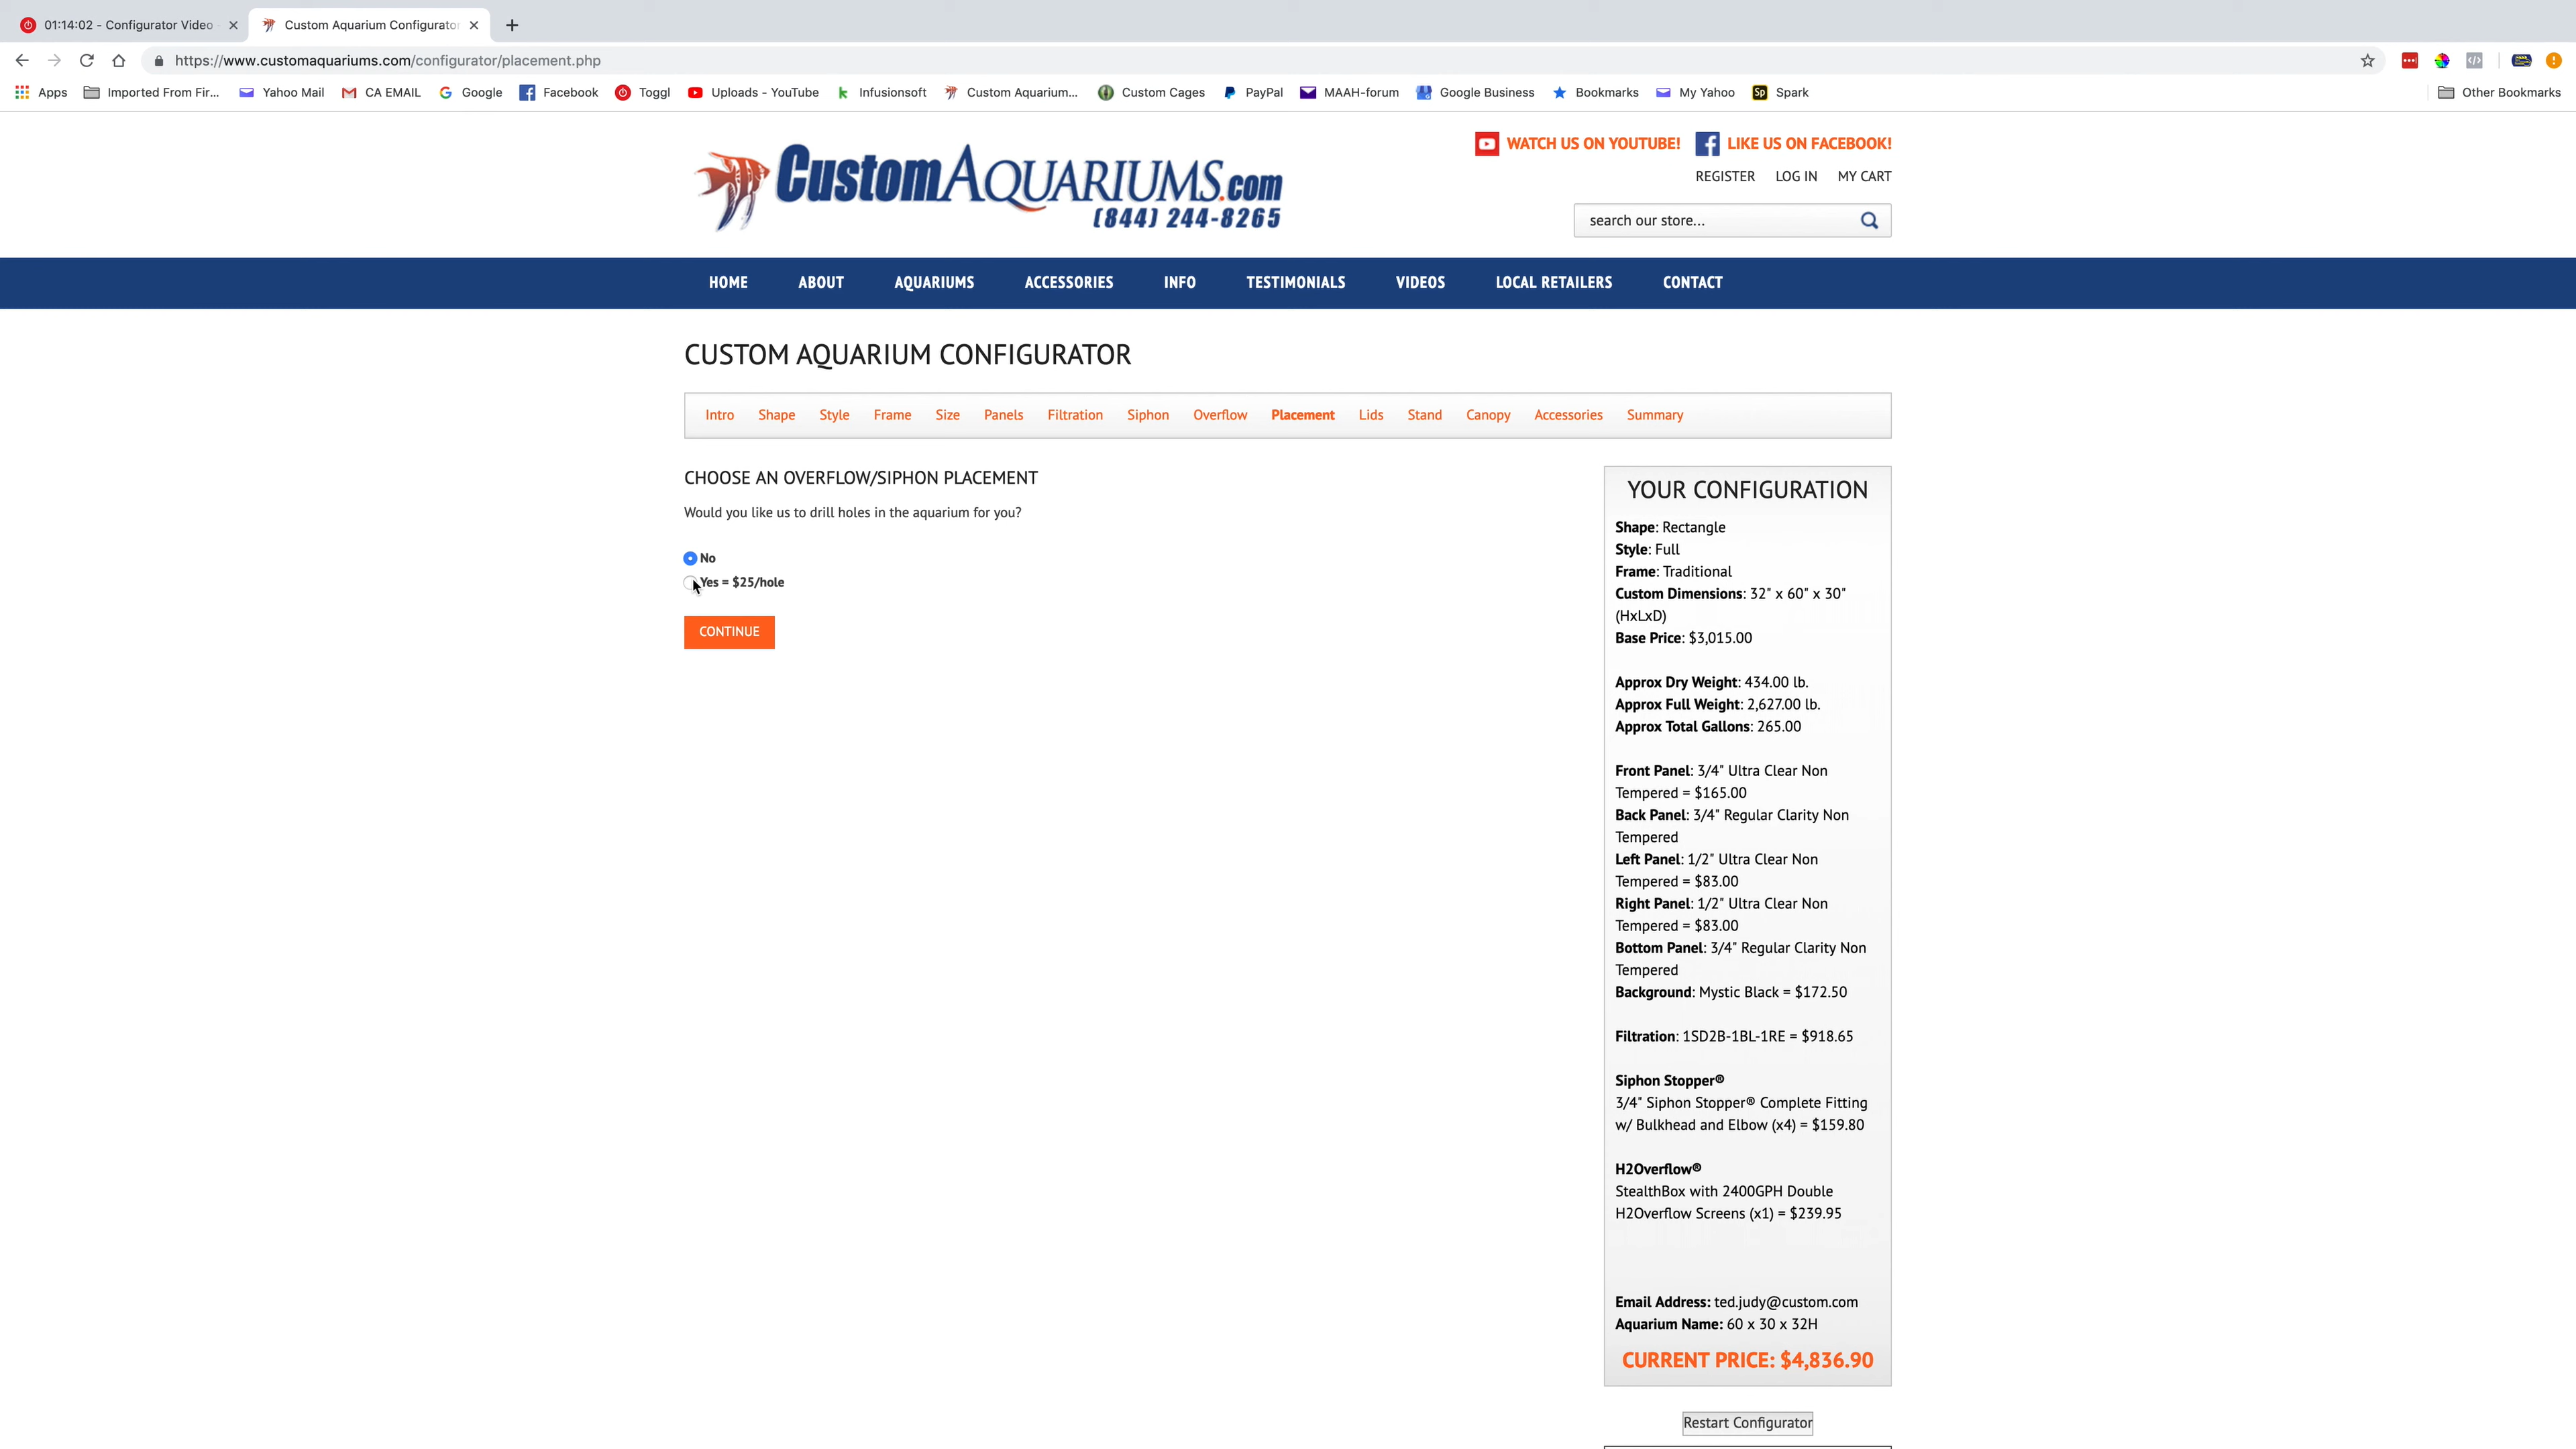 01:14:02 - Configurator Video
Custom Aquarium Configurator
https://www.customaquariums.com/configurator/placement.php
Apps Imported From Fir... Yahoo Mail CA EMAIL Google Facebook Toggl Uploads - YouTube Infusionsoft Custom Aquarium... Custom Cages PayPal MAAH-forum Google Business Bookmarks My Yahoo Sp Spark Other Bookmarks
CUSTOMAQUARIUMS.com
(844) 244-8265
WATCH US ON YOUTUBE! LIKE US ON FACEBOOK!
REGISTER LOG IN MY CART
search our store...
HOME ABOUT AQUARIUMS ACCESSORIES INFO TESTIMONIALS VIDEOS LOCAL RETAILERS CONTACT
CUSTOM AQUARIUM CONFIGURATOR
Intro Shape Style Frame Size Panels Filtration Siphon Overflow Placement Lids Stand Canopy Accessories Summary
CHOOSE AN OVERFLOW/SIPHON PLACEMENT
Would you like us to drill holes in the aquarium for you?
No
Yes = $25/hole
CONTINUE
YOUR CONFIGURATION
Shape: Rectangle
Style: Full
Frame: Traditional
Custom Dimensions: 32" x 60" x 30"
(HxLxD)
Base Price: $3,015.00
Approx Dry Weight: 434.00 lb.
Approx Full Weight: 2,627.00 lb.
Approx Total Gallons: 265.00
Front Panel: 3/4" Ultra Clear Non
Tempered = $165.00
Back Panel: 3/4" Regular Clarity Non
Tempered
Left Panel: 1/2" Ultra Clear Non
Tempered = $83.00
Right Panel: 1/2" Ultra Clear Non
Tempered = $83.00
Bottom Panel: 3/4" Regular Clarity Non
Tempered
Background: Mystic Black = $172.50
Filtration: 1SD2B-1BL-1RE = $918.65
Siphon Stopper®
3/4" Siphon Stopper® Complete Fitting
w/ Bulkhead and Elbow (x4) = $159.80
H2Overflow®
StealthBox with 2400GPH Double
H2Overflow Screens (x1) = $239.95
Email Address: ted.judy@custom.com
Aquarium Name: 60 x 30 x 32H
CURRENT PRICE: $4,836.90
Restart Configurator